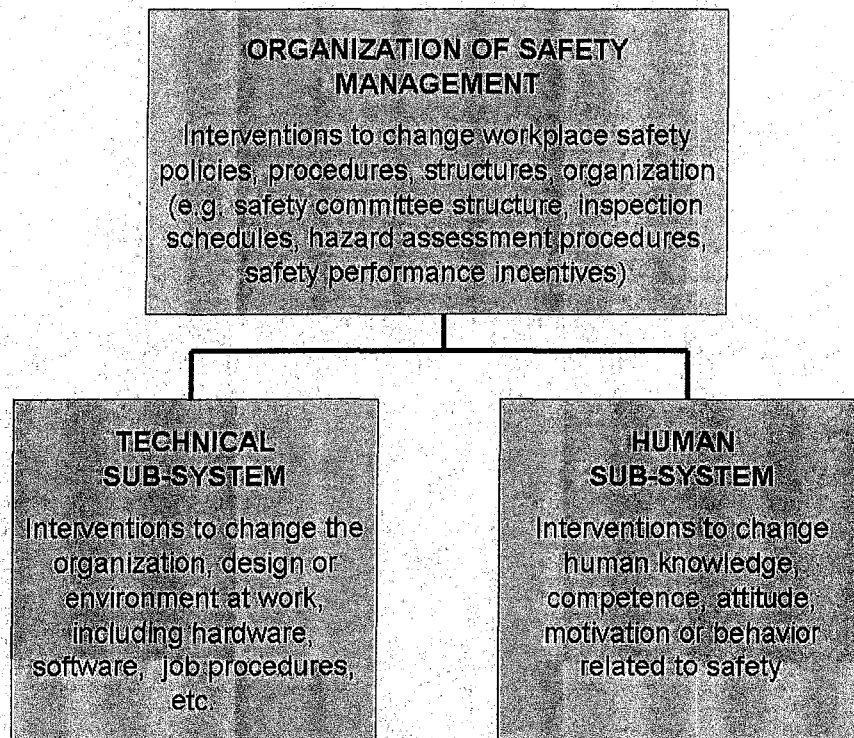 ORGANIZATION OF SAFETY
MANAGEMENT
Interventions to change workplace safety
policies, procedures, structures, organization
(e.g. safety committee structure, inspection
schedules, hazard assessment procedures,
safety performance incentives)
TECHNICAL
SUB-SYSTEM
Interventions to change the
organization, design or
environment at work,
including hardware,
software, job procedures,
etc.
HUMAN
SUB-SYSTEM
Interventions to change
human knowledge,
competence, attitude,
motivation or behavior
related to safety